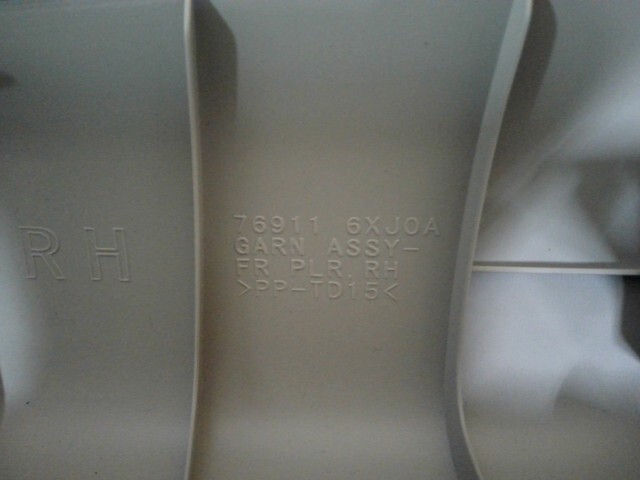 RH
76911 6XJ0A
GARN ASSY-
FR PLR. RH
>PP-TD15<